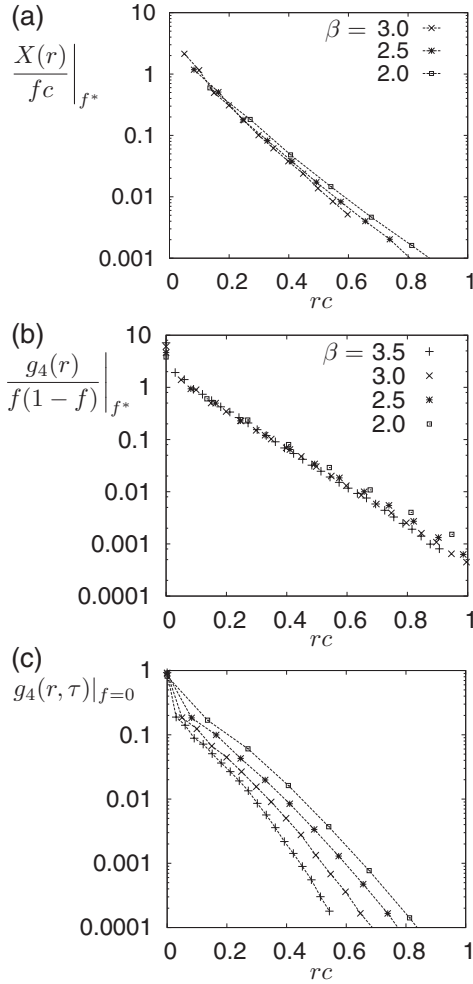 (a)
X(r)
fc
f*
10
1
0.1
0.01
0.001
β = 3.0
2.5
2.0
0 0.2 0.4 0.6 0.8 1
rc
(b)
g4(r)
f(1 − f)
f*
10
1
0.1
0.01
0.001
0.0001
β = 3.5
3.0
2.5
2.0
0 0.2 0.4 0.6 0.8 1
rc
(c)
g4(r, τ)|f=0
1
0.1
0.01
0.001
0.0001
0 0.2 0.4 0.6 0.8 1
rc